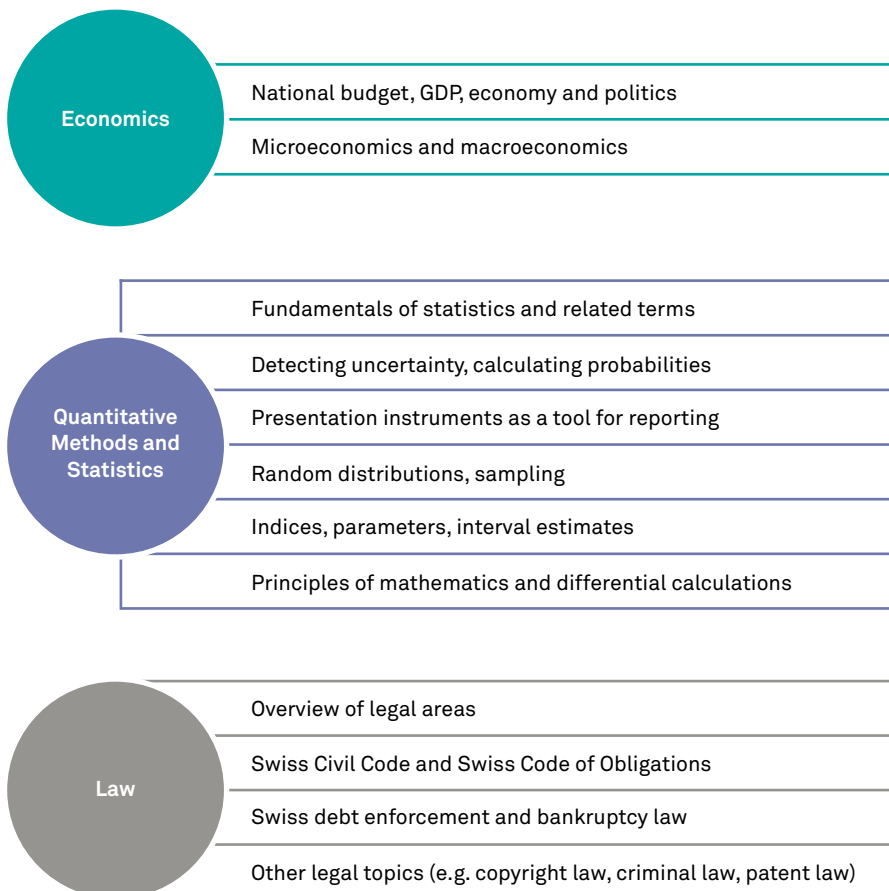 Economics
National budget, GDP, economy and politics
Microeconomics and macroeconomics
Quantitative
Methods and
Statistics
Fundamentals of statistics and related terms
Detecting uncertainty, calculating probabilities
Presentation instruments as a tool for reporting
Random distributions, sampling
Indices, parameters, interval estimates
Principles of mathematics and differential calculations
Law
Overview of legal areas
Swiss Civil Code and Swiss Code of Obligations
Swiss debt enforcement and bankruptcy law
Other legal topics (e.g. copyright law, criminal law, patent law)